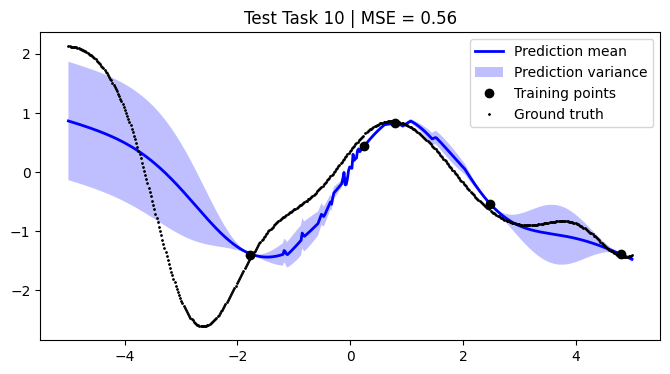 Test Task 10 | MSE = 0.56
Prediction mean
Prediction variance
Training points
Ground truth
2
1
0
−1
−2
−4
−2
0
2
4